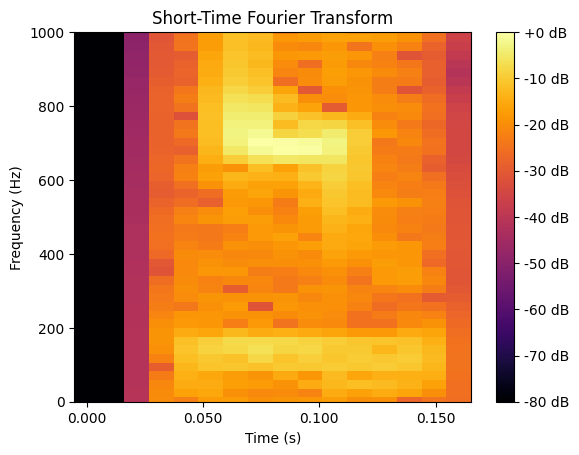 Short-Time Fourier Transform
1000
800
600
400
200
0
Frequency (Hz)
0.000
0.050
0.100
0.150
Time (s)
+0 dB
-10 dB
-20 dB
-30 dB
-40 dB
-50 dB
-60 dB
-70 dB
-80 dB